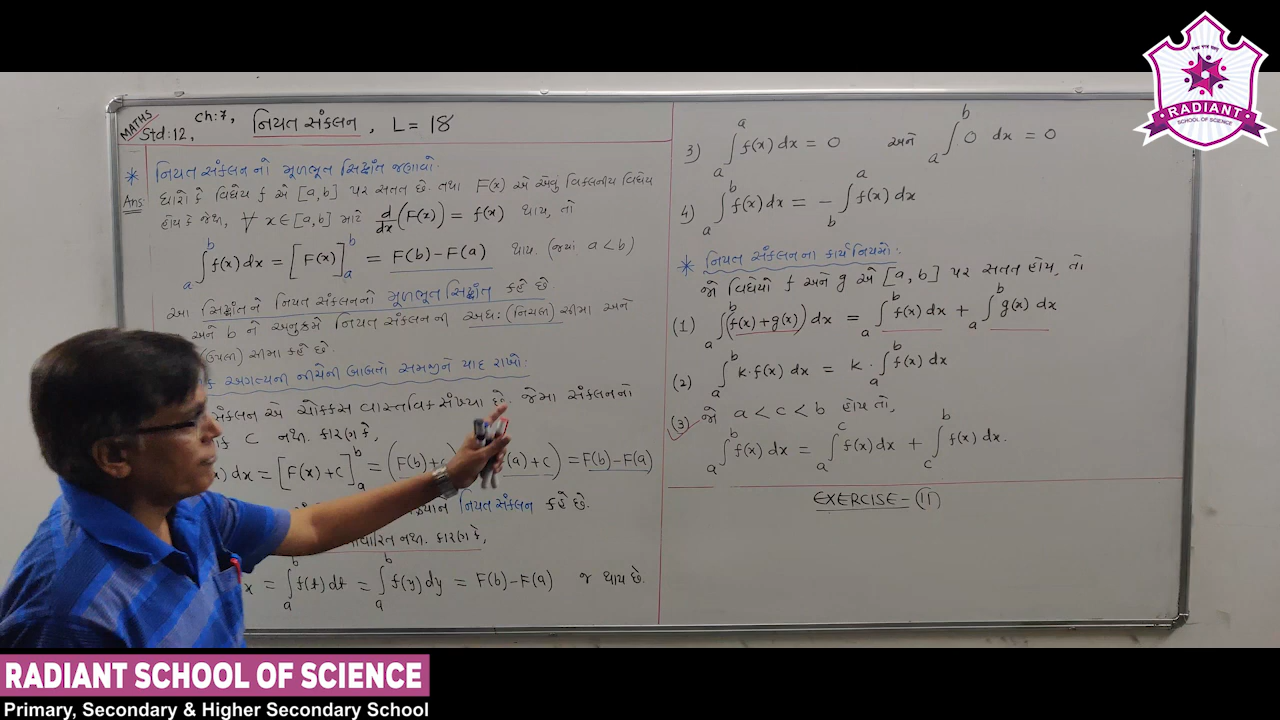 MATHS
Std:12, ch:7, નિયત સંકલન, L = 18
* નિયત સંકલનનો મૂળભૂત સિદ્ધાંત જણાવો.
Ans: ધારો કે વિધેય f એ [a,b] પર સતત છે. તથા F(x) એ એવું વિકલનીય વિધેય
હોય કે જેથી, ∀ x∈[a,b] માટે d/dx (F(x)) = f(x) થાય, તો
∫_a^b f(x) dx = [F(x)]_a^b = F(b)-F(a) થાય. (જ્યાં a<b)
આ સિદ્ધાંતને નિયત સંકલનનો મૂળભૂત સિદ્ધાંત કહે છે.
અને b ને અનુક્રમે નિયત સંકલનની અધઃ (નિચલી) સીમા અને
(ઉપલી) સીમા કહે છે.
અગત્યની નીચેની બાબતો સમજીને યાદ રાખો:
સંકલન એ ચોક્કસ વાસ્તવિક સંખ્યા છે. જેમાં સંકલનનો
C નથી. કારણ કે,
dx = [F(x)+C]_a^b = (F(b)+c) (a)+c) = F(b)-F(a)
નિયત સંકલન કહે છે.
આધારિત નથી. કારણ કે,
x = ∫_a^b f(t)dt = ∫_a^b f(y)dy = F(b)-F(a) જ થાય છે.
3) ∫_a^a f(x) dx = 0 અને ∫_a^b 0 dx = 0
4) ∫_a^b f(x) dx = - ∫_b^a f(x) dx
* નિયત સંકલનના કાર્યનિયમો:
જો વિધેયો f અને g એ [a,b] પર સતત હોય, તો
(1) ∫_a^b (f(x)+g(x)) dx = ∫_a^b f(x) dx + ∫_a^b g(x) dx
(2) ∫_a^b k.f(x) dx = k. ∫_a^b f(x) dx
(3) જો a<c<b હોય તો,
∫_a^b f(x) dx = ∫_a^c f(x) dx + ∫_c^b f(x) dx.
EXERCISE-(11)
RADIANT
SCHOOL OF SCIENCE
RADIANT SCHOOL OF SCIENCE
Primary, Secondary & Higher Secondary School